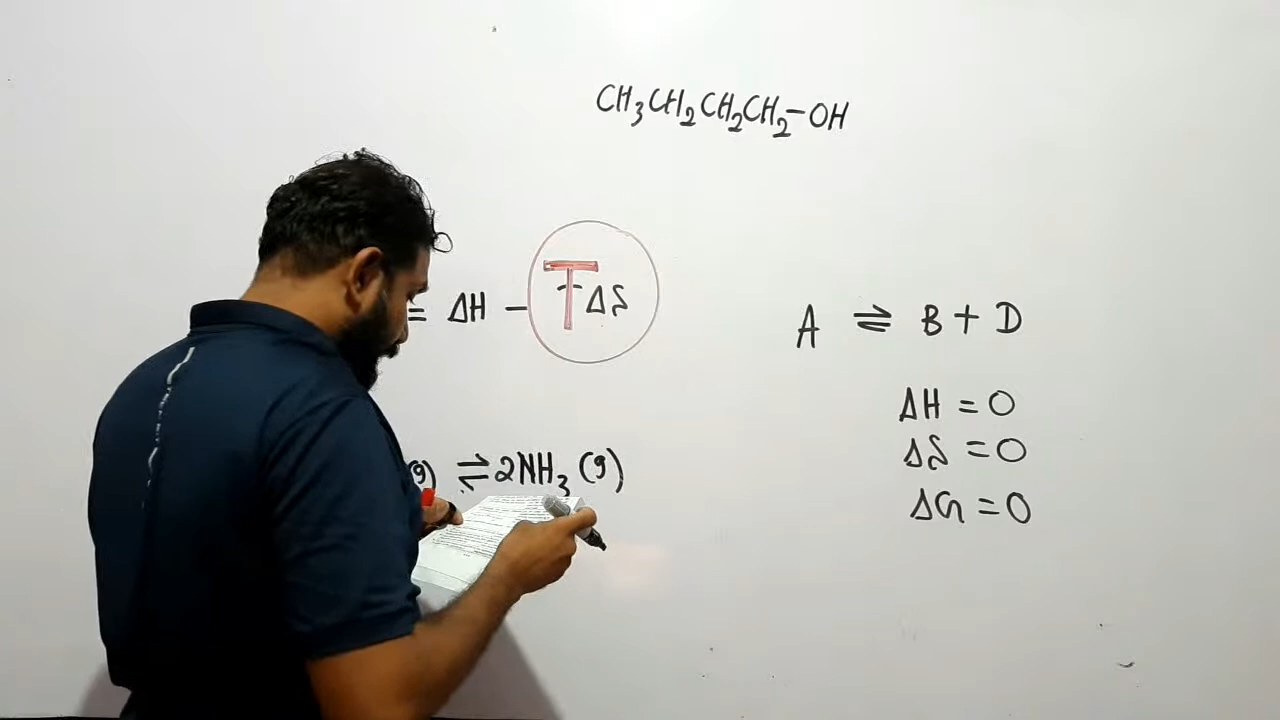 CH₃CH₂CH₂CH₂-OH
= ΔH - TΔS
A ⇌ B + D
ΔH = 0
ΔS = 0
ΔG = 0
(g) ⇌ 2NH₃ (g)